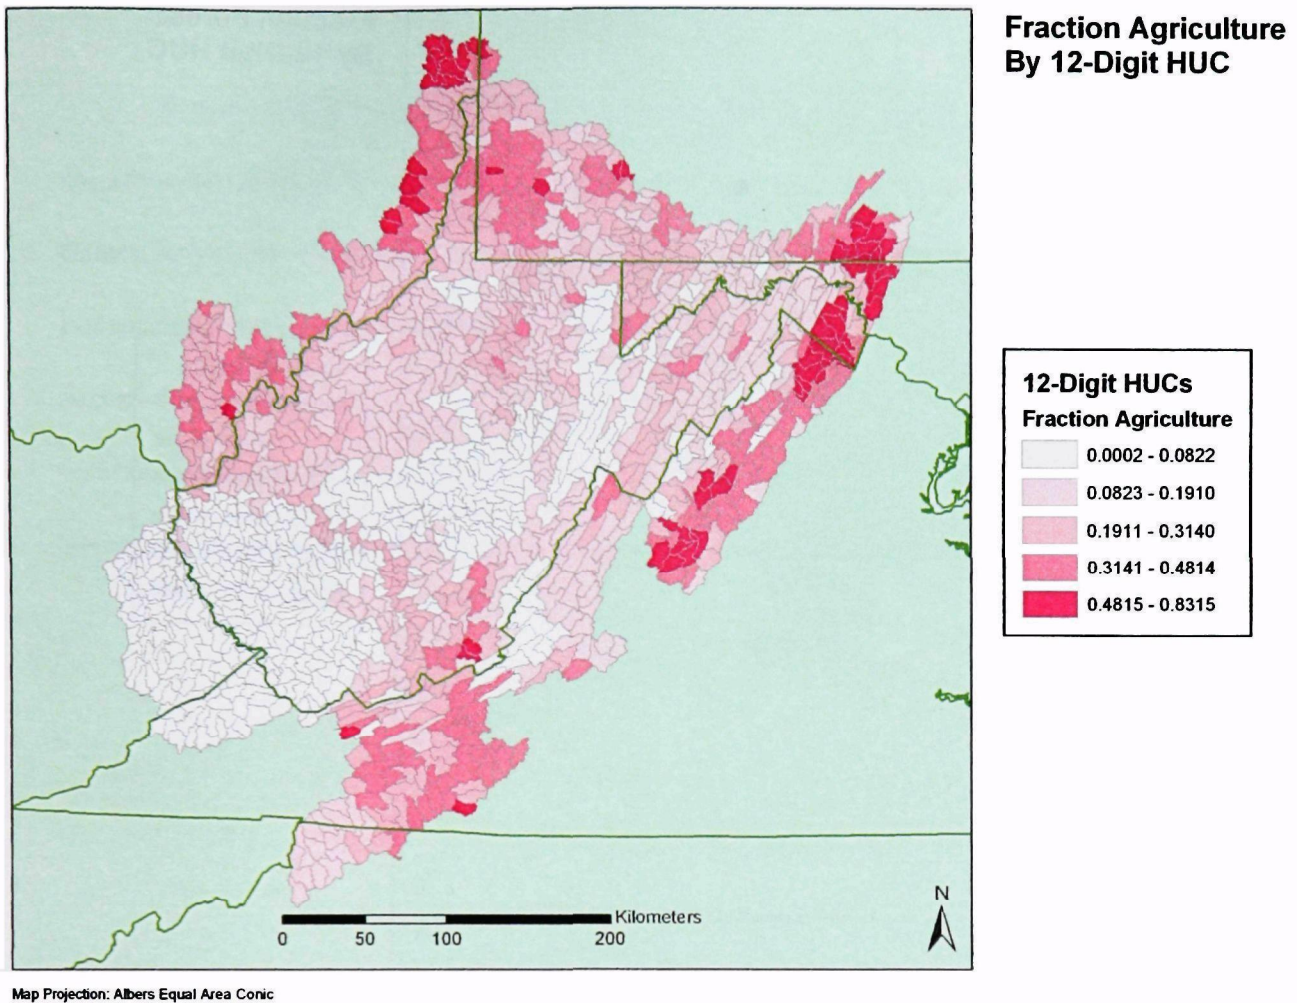 Fraction Agriculture
By 12-Digit HUC
12-Digit HUCs
Fraction Agriculture
0.0002 - 0.0822
0.0823 - 0.1910
0.1911 - 0.3140
0.3141 - 0.4814
0.4815 - 0.8315
N
Kilometers
0 50 100 200
Map Projection: Albers Equal Area Conic